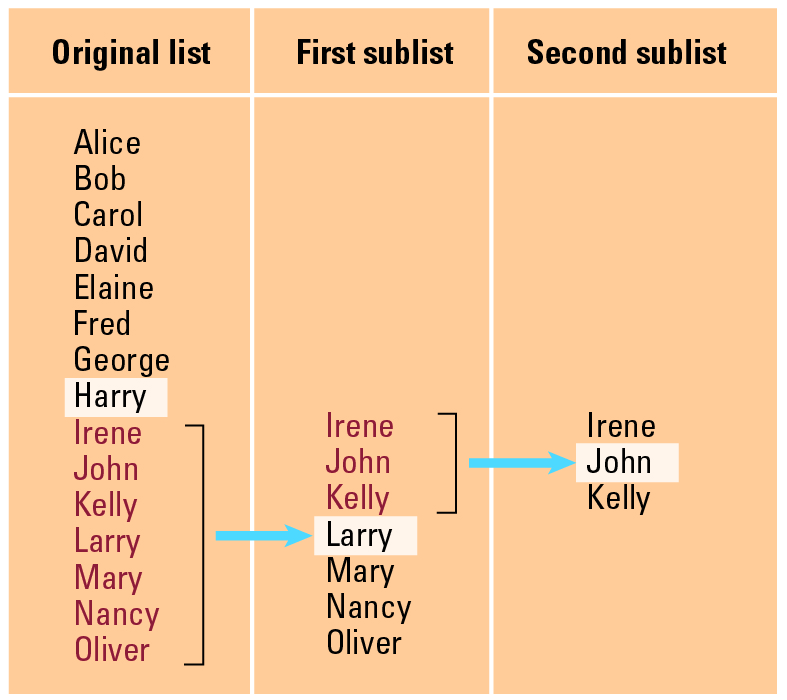 Original list
First sublist
Second sublist
Alice
Bob
Carol
David
Elaine
Fred
George
Harry
Irene
John
Kelly
Larry
Mary
Nancy
Oliver
Irene
John
Kelly
Larry
Mary
Nancy
Oliver
Irene
John
Kelly